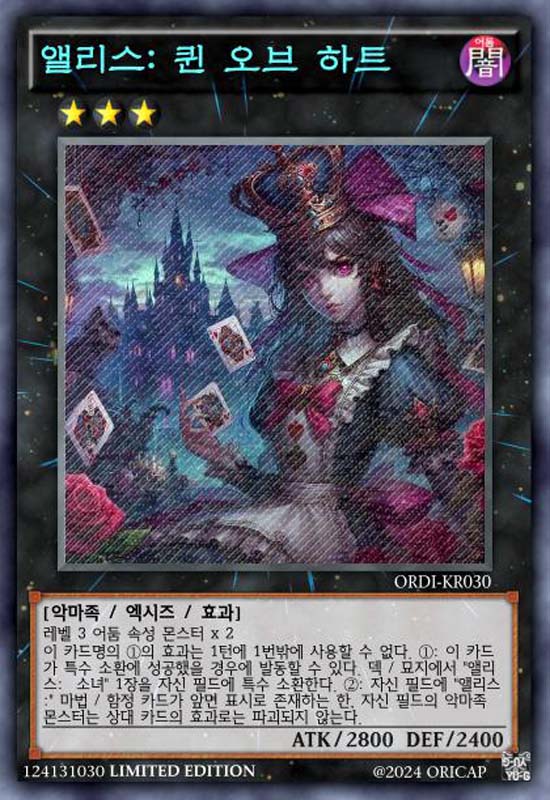 앨리스: 퀸 오브 하트
어둠
闇
ORDI-KR030
[악마족 / 엑시즈 / 효과]
레벨 3 어둠 속성 몬스터 x 2
이 카드명의 ①의 효과는 1턴에 1번밖에 사용할 수 없다. ①: 이 카드
가 특수 소환에 성공했을 경우에 발동할 수 있다. 덱 / 묘지에서 "앨리
스: 소녀" 1장을 자신 필드에 특수 소환한다. ②: 자신 필드에 "앨리스
:" 마법 / 함정 카드가 앞면 표시로 존재하는 한, 자신 필드의 악마족
몬스터는 상대 카드의 효과로는 파괴되지 않는다.
ATK/2800 DEF/2400
124131030 LIMITED EDITION
@2024 ORICAP